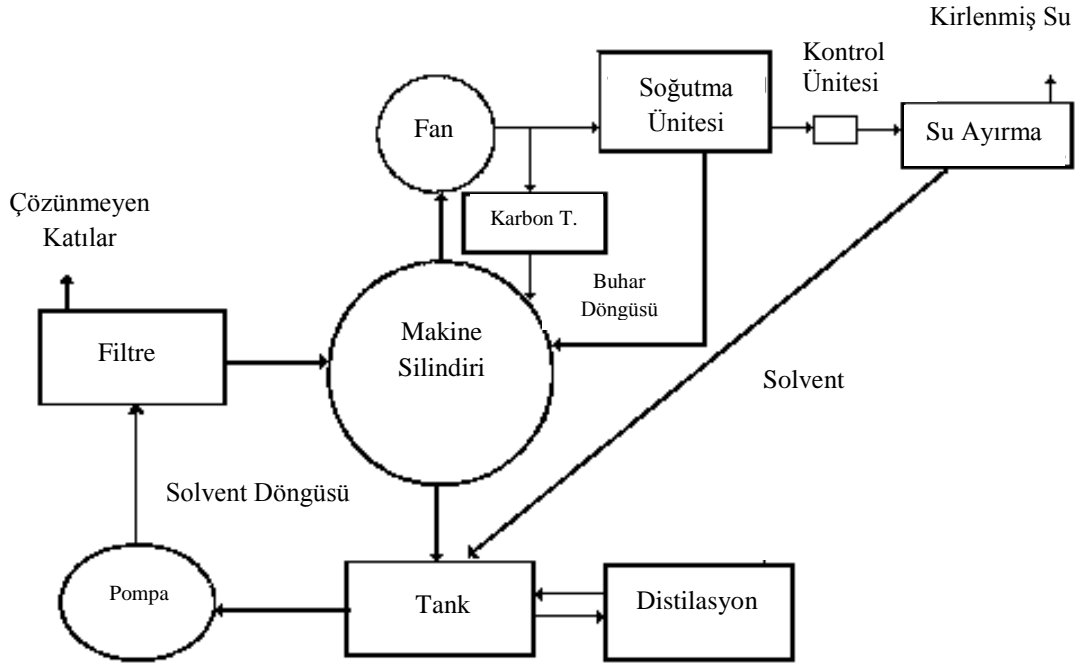 Kirlenmiş Su
Kontrol
Ünitesi
Soğutma
Ünitesi
Fan
Su Ayırma
Çözünmeyen
Katılar
Karbon T.
Buhar
Döngüsü
Makine
Silindiri
Filtre
Solvent
Solvent Döngüsü
Pompa
Tank
Distilasyon